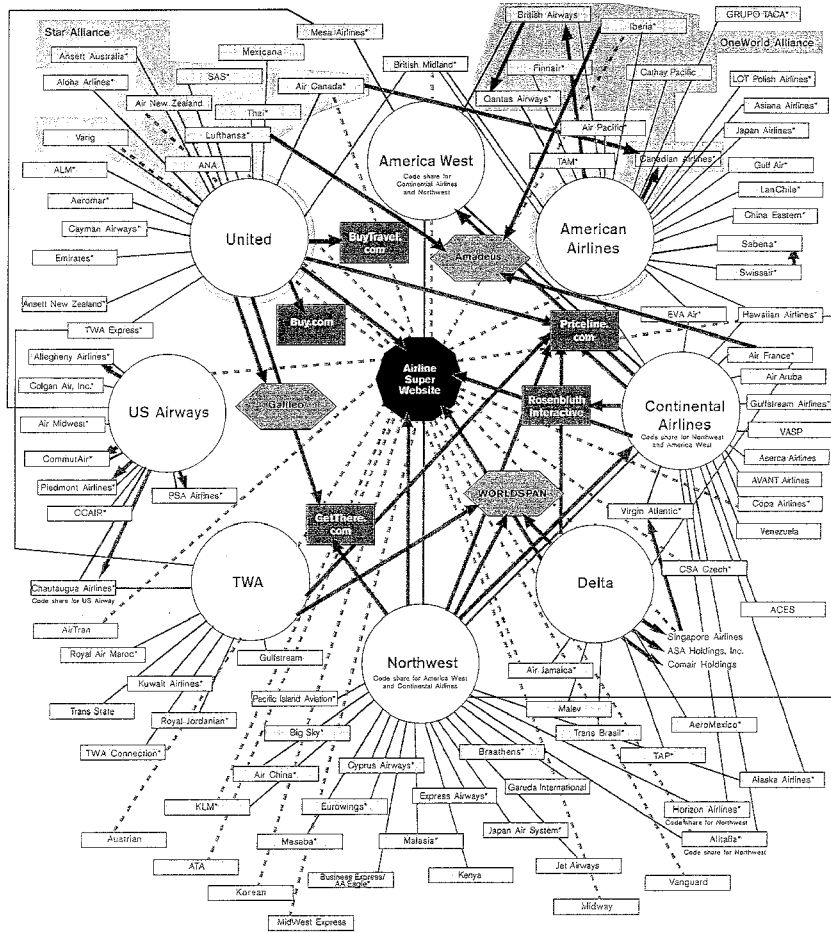 Star Alliance
Ansett Australia*
Aloha Airlines*
Mexicana
SAS*
Air New Zealand
Thai*
Lufthansa*
Varig
ANA
ALM*
Aeromar*
Cayman Airways*
Emirates*
Ansett New Zealand*
TWA Express*
Mesa Airlines*
Air Canada*
British Midland*
British Airways
Iberia*
GRUPO TACA*
OneWorld Alliance
Finnair*
Cathay Pacific
Qantas Airways*
Air Pacific*
TAM*
Canadian Airlines*
LOT Polish Airlines*
Asiana Airlines*
Japan Airlines*
Gulf Air*
LanChile*
China Eastern*
Sabena*
Swissair*
Hawaiian Airlines*
EVA Air*
Air France*
Air Aruba
Gulfstream Airlines*
VASP
Aserca Airlines
AVANT Airlines
Copa Airlines*
Venezuela
United
America West
Code share for
Continental Airlines
and Northwest
American
Airlines
BuyTravel.
com
Amadeus
Buy.com
Priceline.
com
Airline
Super
Website
Galileo
Rosenbluth
Interactive
Continental
Airlines
Code share for Northwest
and America West
WORLDSPAN
GetThere.
com
Allegheny Airlines*
Colgan Air, Inc.*
Air Midwest*
CommutAir*
Piedmont Airlines*
CCAIR*
PSA Airlines*
US Airways
Chautauqua Airlines*
Code share for US Airway
AirTran
Royal Air Maroc*
Kuwait Airlines*
Trans State
Royal Jordanian*
TWA Connection*
Gulfstream
TWA
Northwest
Code share for America West
and Continental Airlines
Delta
Virgin Atlantic*
CSA Czech*
ACES
Singapore Airlines
ASA Holdings, Inc.
Comair Holdings
Air Jamaica*
Malev
Trans Brasil*
TAP*
AeroMexico*
Alaska Airlines*
Horizon Airlines*
Code share for Northwest
Alitalia*
Code share for Northwest
Pacific Island Aviation*
Big Sky*
Air China*
KLM*
Cyprus Airways*
Eurowings*
Mesaba*
Braathens*
Garuda International
Express Airways*
Japan Air System*
Malasia*
Kenya
Jet Airways
Business Express/
AA Eagle*
Austrian
ATA
Korean
MidWest Express
Midway
Vanguard